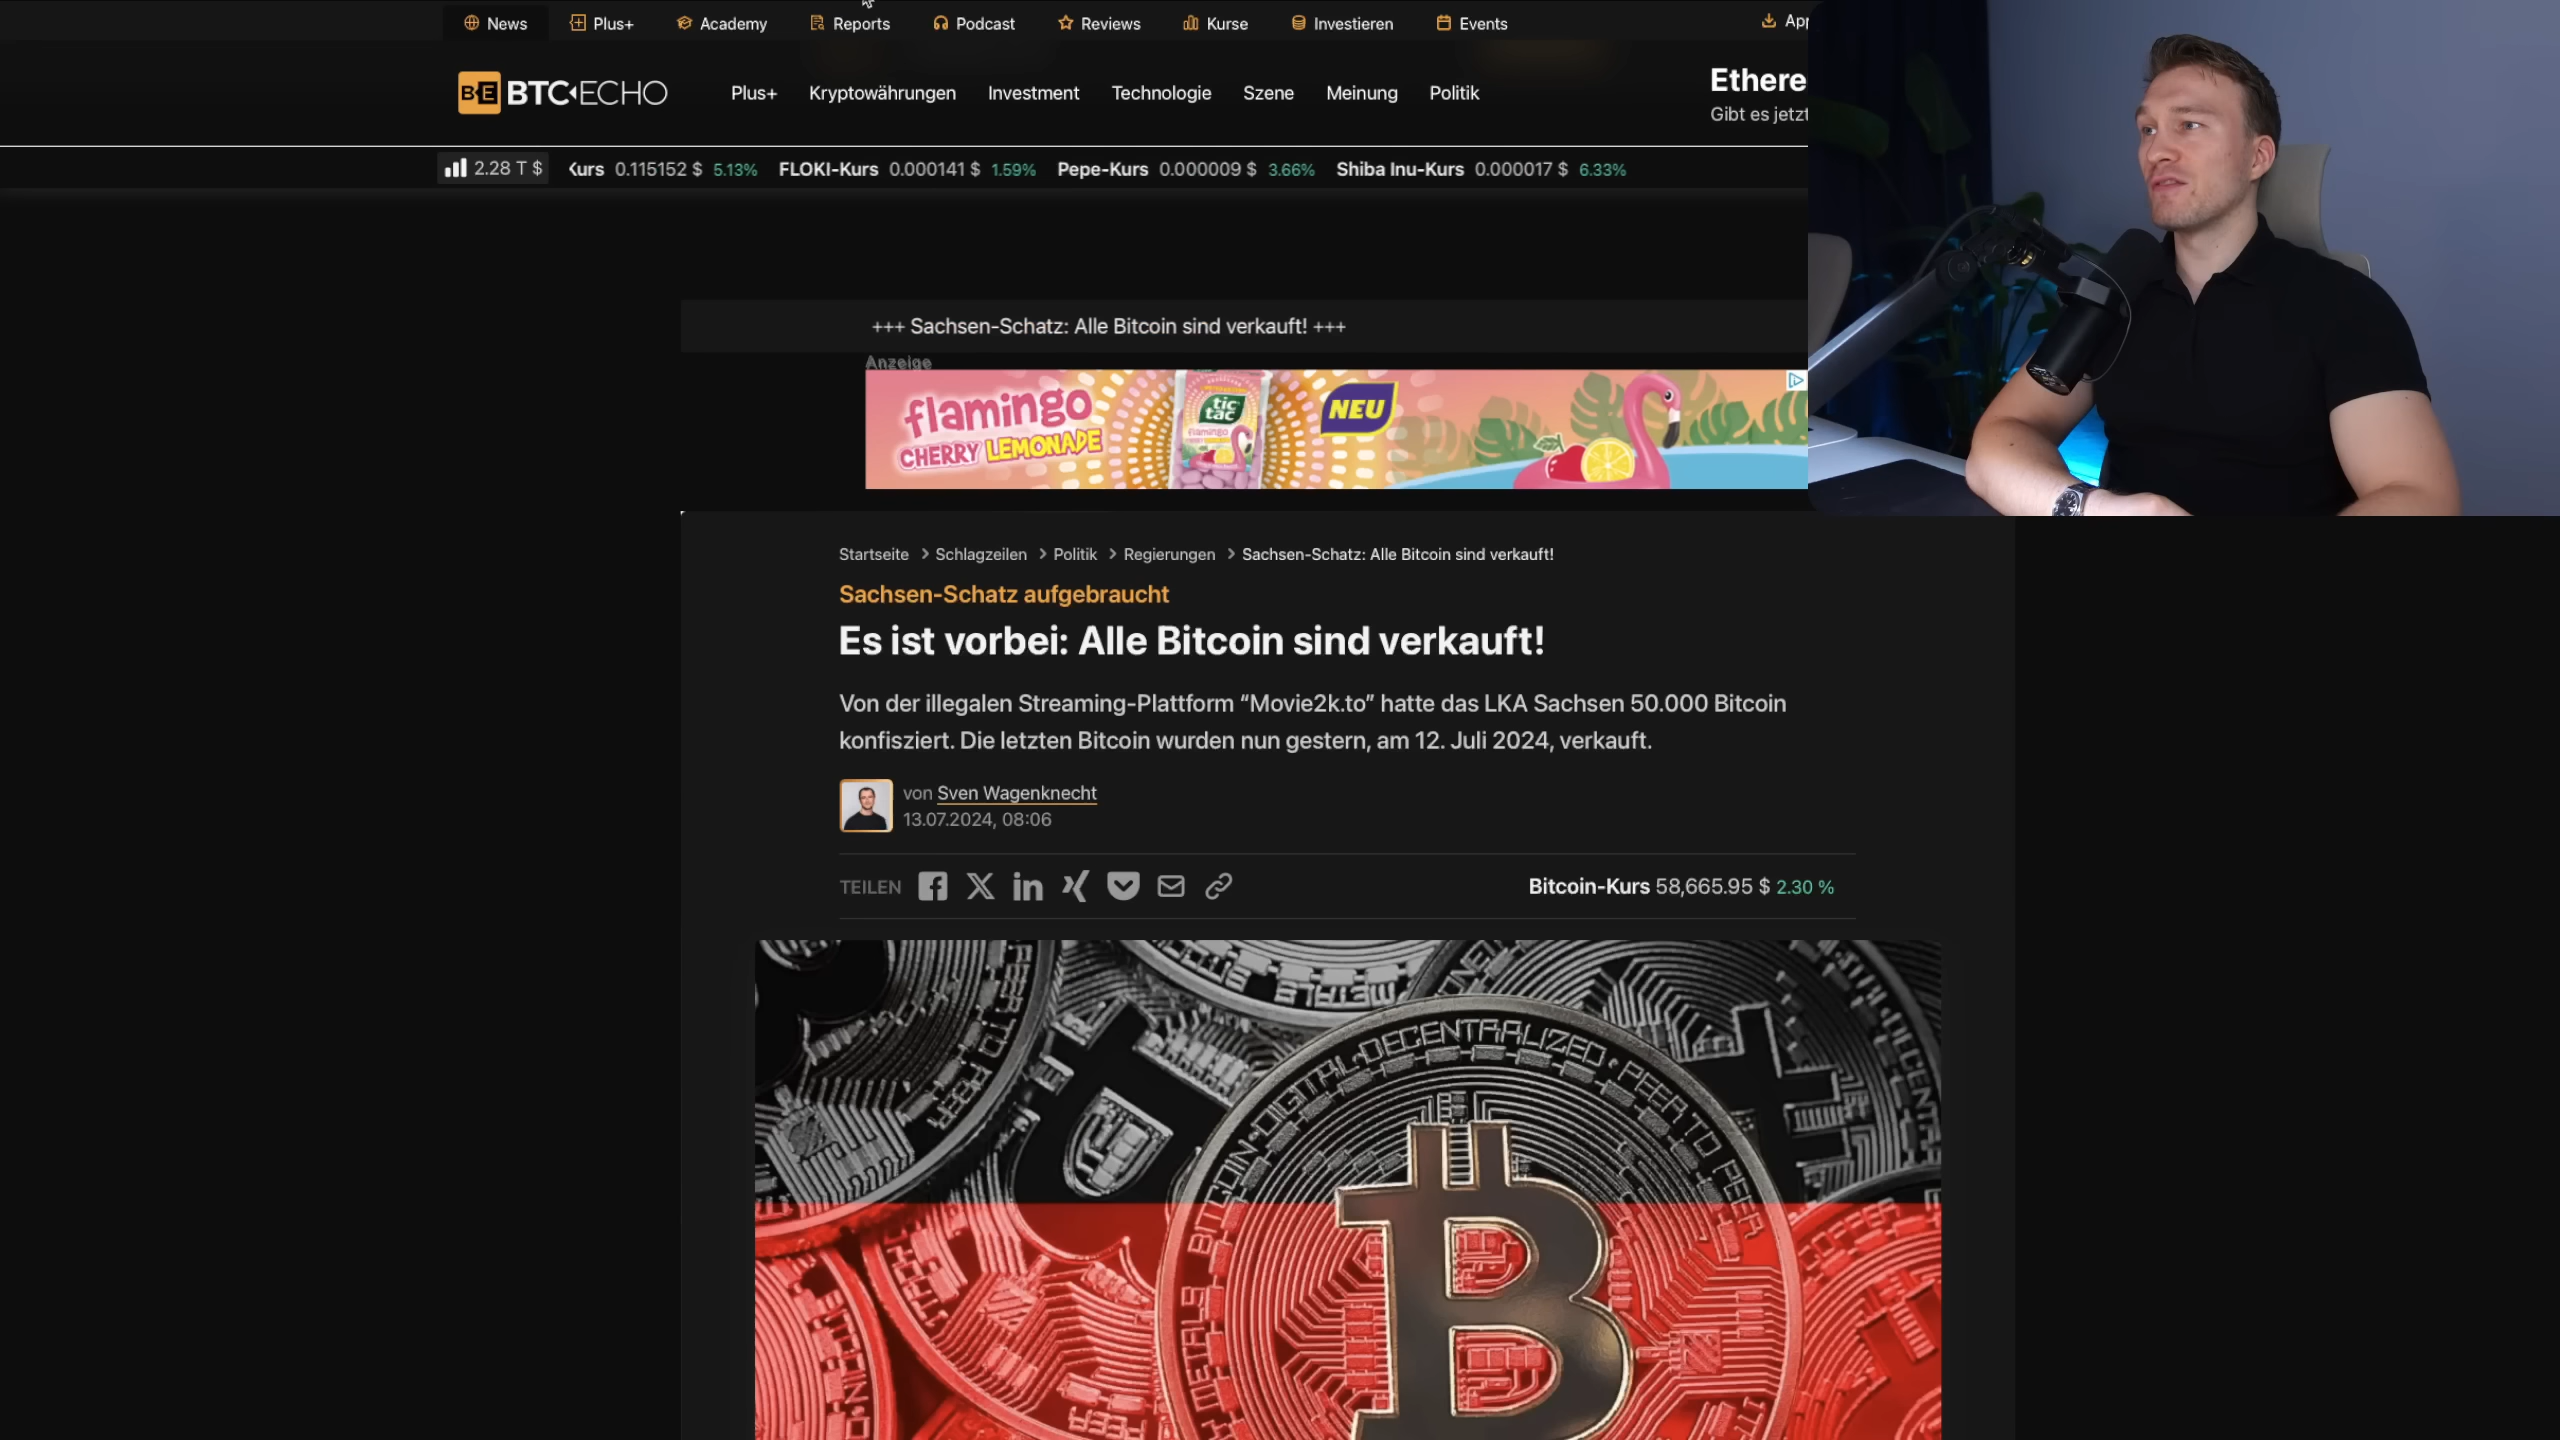 News Plus+ Academy Reports Podcast Reviews Kurse Investieren Events App
BE BTC ECHO Plus+ Kryptowährungen Investment Technologie Szene Meinung Politik
Ethere
Gibt es jetzt
2.28 T $ Kurs 0.115152 $ 5.13% FLOKI-Kurs 0.000141 $ 1.59% Pepe-Kurs 0.000009 $ 3.66% Shiba Inu-Kurs 0.000017 $ 6.33%
+++ Sachsen-Schatz: Alle Bitcoin sind verkauft! +++
Anzeige
flamingo
CHERRY LEMONADE
tic tac
flamingo
NEU
Startseite > Schlagzeilen > Politik > Regierungen > Sachsen-Schatz: Alle Bitcoin sind verkauft!
Sachsen-Schatz aufgebraucht
Es ist vorbei: Alle Bitcoin sind verkauft!
Von der illegalen Streaming-Plattform “Movie2k.to” hatte das LKA Sachsen 50.000 Bitcoin
konfisziert. Die letzten Bitcoin wurden nun gestern, am 12. Juli 2024, verkauft.
von Sven Wagenknecht
13.07.2024, 08:06
TEILEN Bitcoin-Kurs 58,665.95 $ 2.30 %
BITCOIN·DIGITAL·DECENTRALIZED·PEER TO PEER
METALS